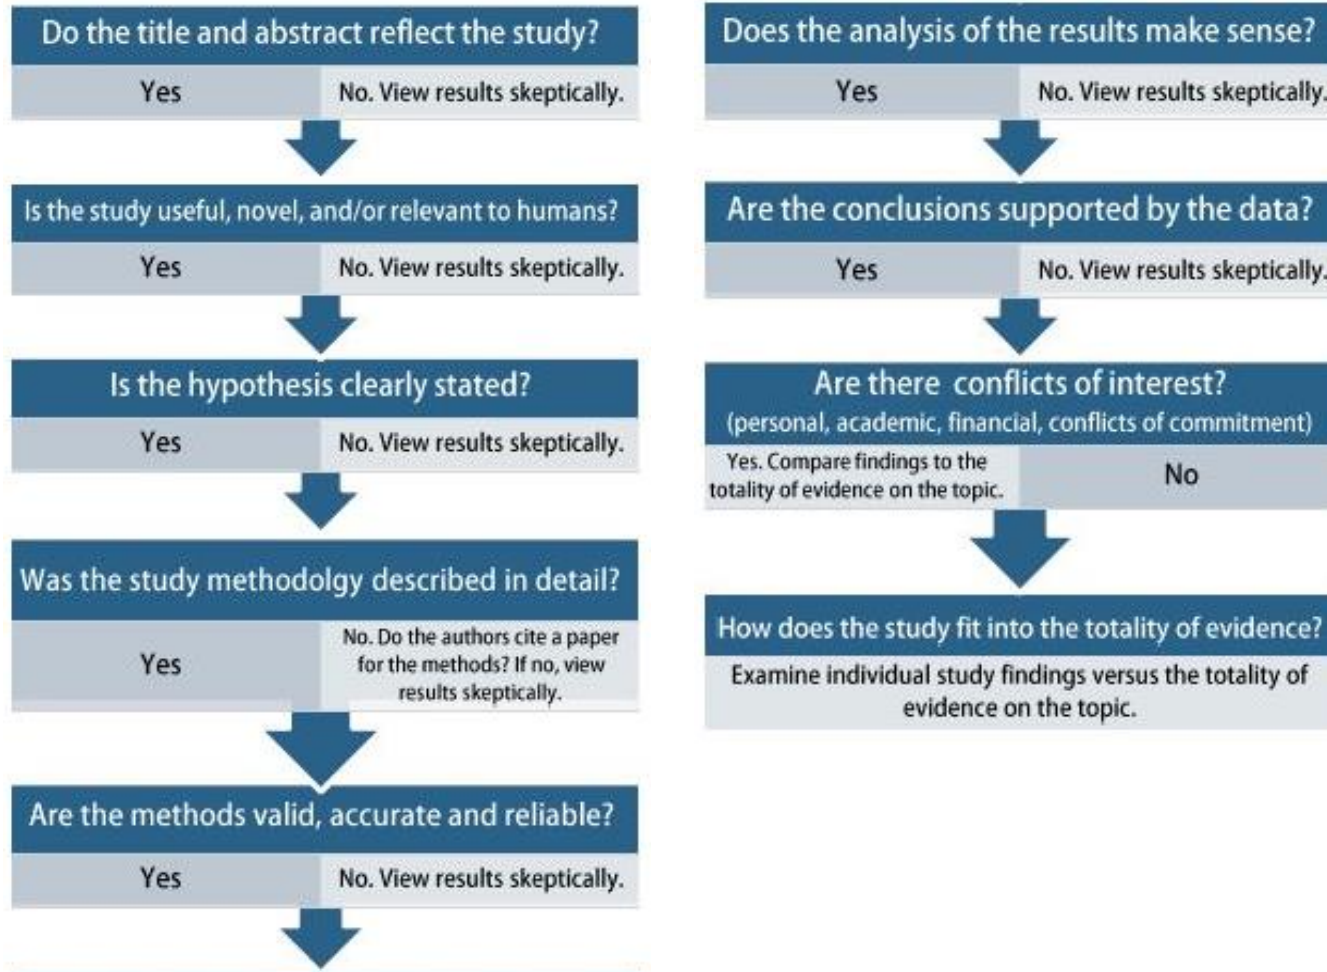 Do the title and abstract reflect the study?
Yes
No. View results skeptically.
Is the study useful, novel, and/or relevant to humans?
Yes
No. View results skeptically.
Is the hypothesis clearly stated?
Yes
No. View results skeptically.
Was the study methodolgy described in detail?
Yes
No. Do the authors cite a paper
for the methods? If no, view
results skeptically.
Are the methods valid, accurate and reliable?
Yes
No. View results skeptically.
Does the analysis of the results make sense?
Yes
No. View results skeptically.
Are the conclusions supported by the data?
Yes
No. View results skeptically.
Are there conflicts of interest?
(personal, academic, financial, conflicts of commitment)
Yes. Compare findings to the
totality of evidence on the topic.
No
How does the study fit into the totality of evidence?
Examine individual study findings versus the totality of
evidence on the topic.